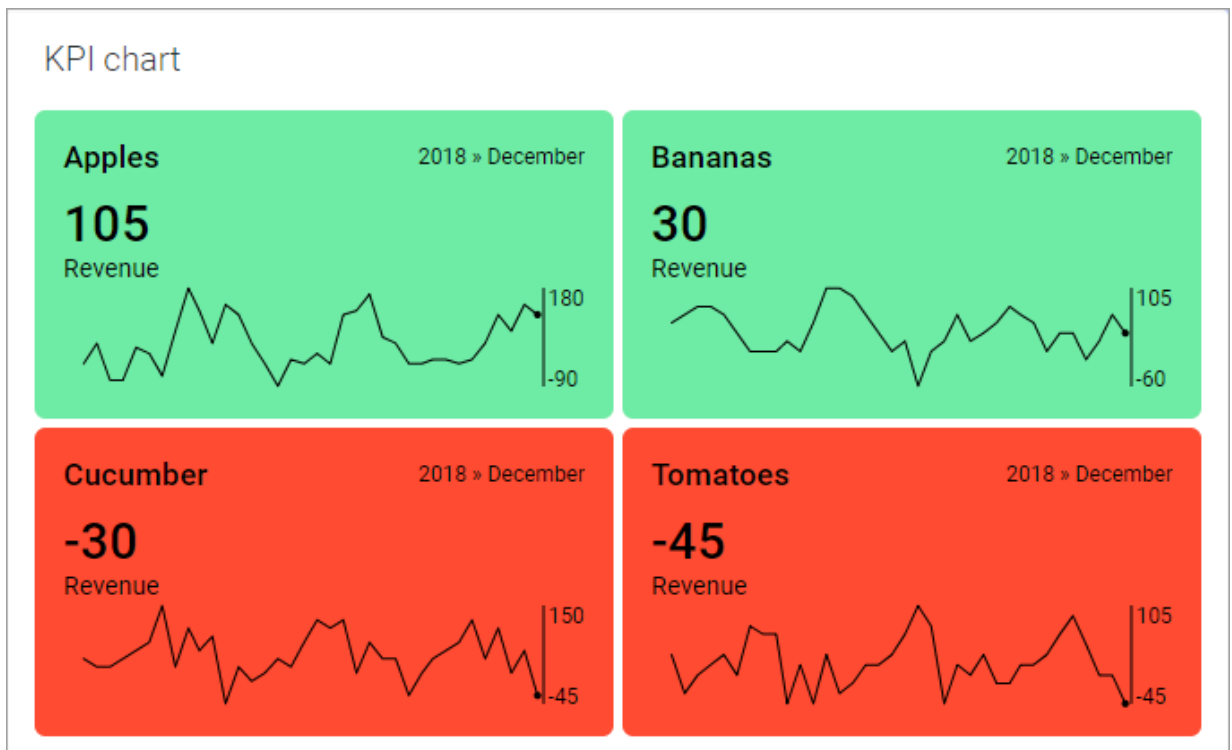 KPI chart
Apples 2018 » December
105
Revenue
180
-90
Bananas 2018 » December
30
Revenue
105
-60
Cucumber 2018 » December
-30
Revenue
150
-45
Tomatoes 2018 » December
-45
Revenue
105
-45